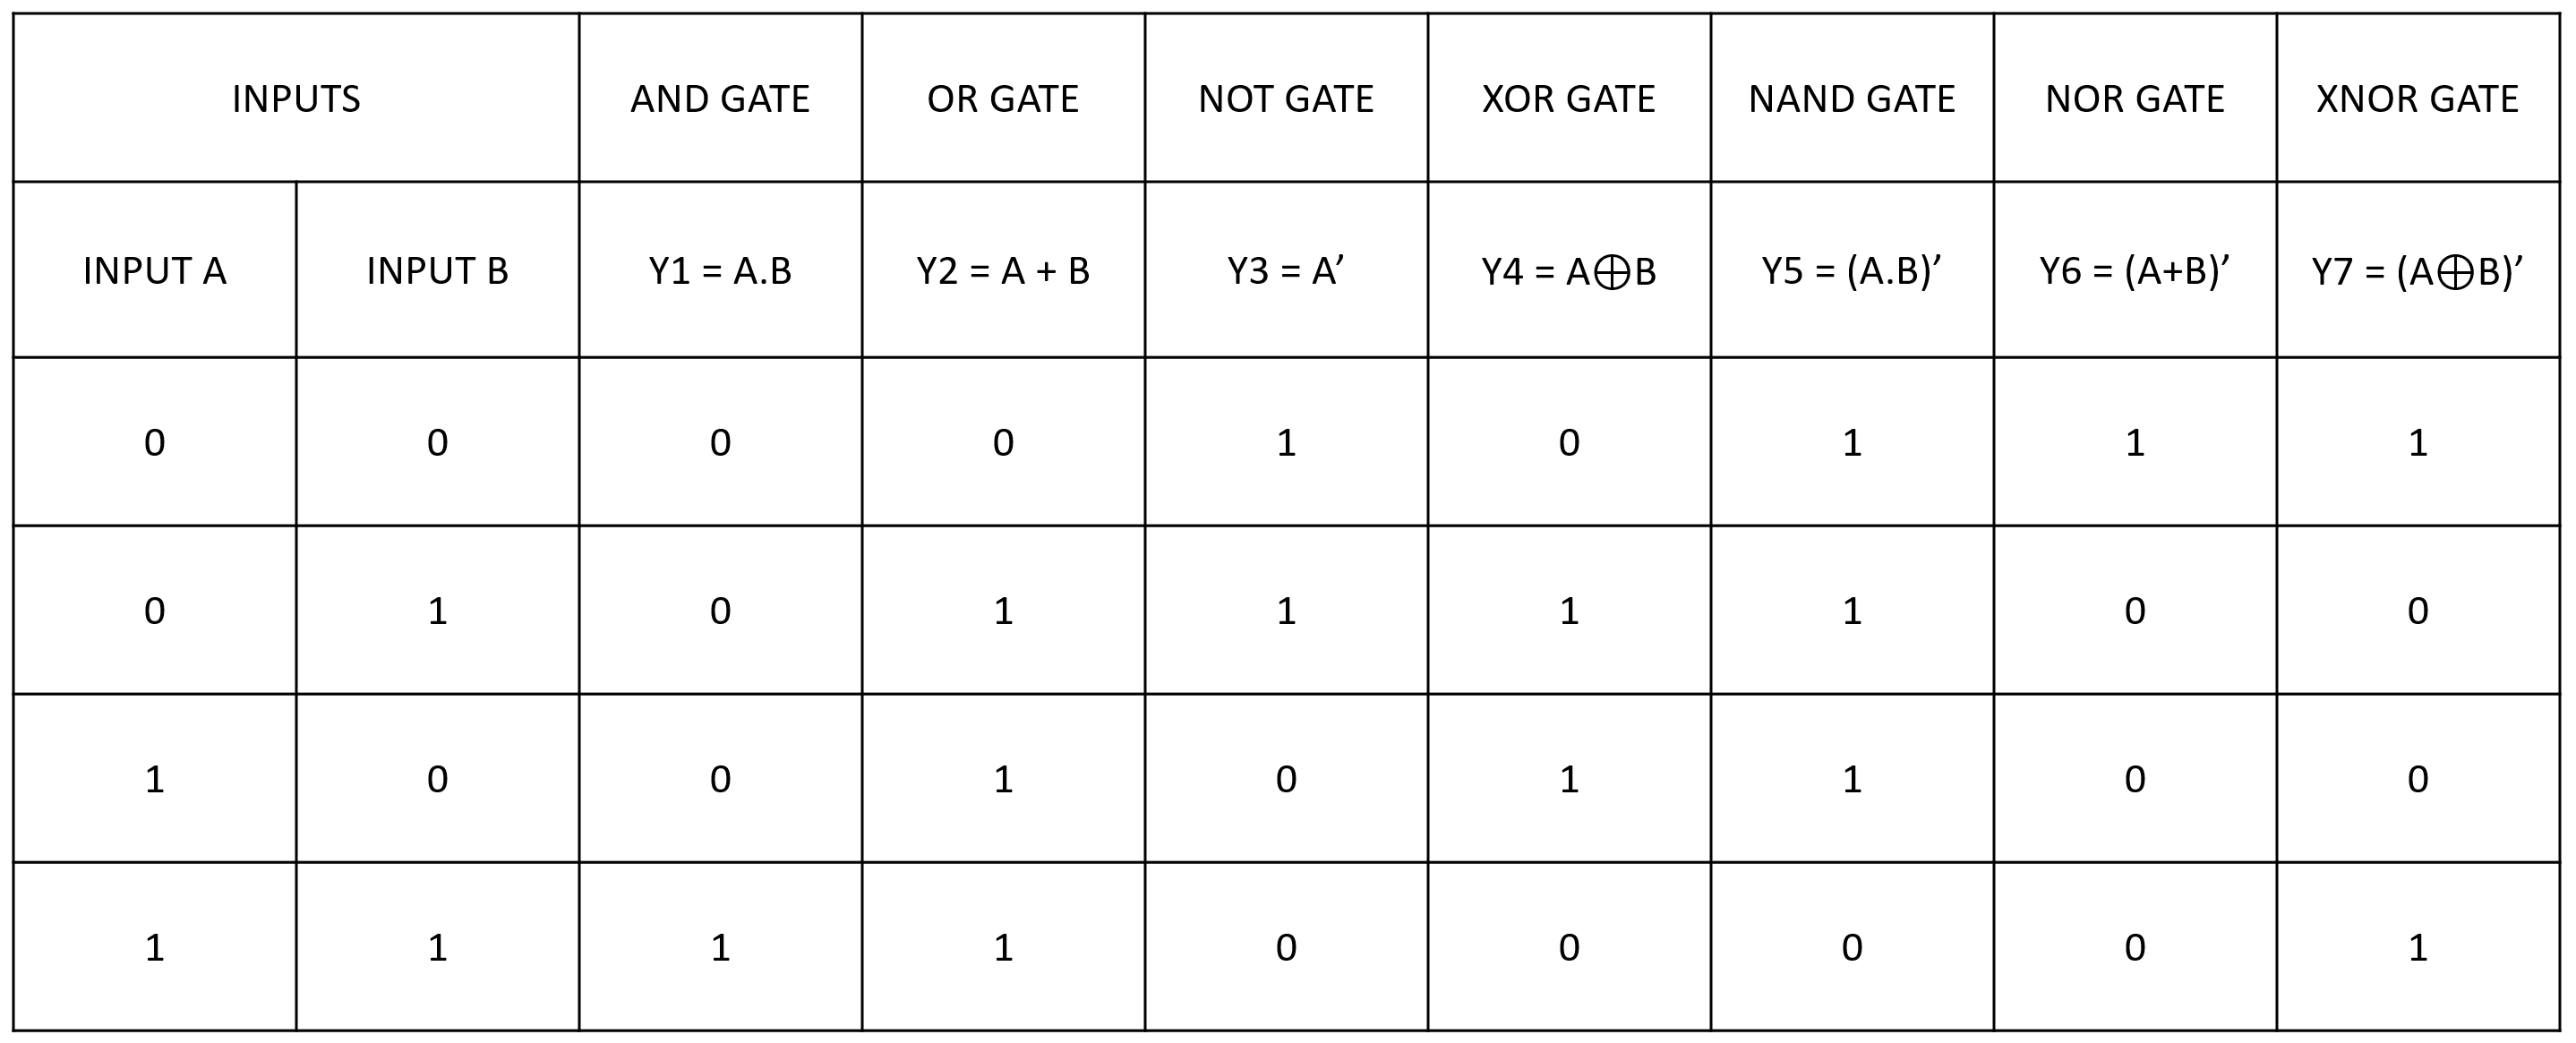 INPUTS AND GATE OR GATE NOT GATE XOR GATE NAND GATE NOR GATE XNOR GATE
INPUT A INPUT B Y1 = A.B Y2 = A + B Y3 = A’ Y4 = A⊕B Y5 = (A.B)’ Y6 = (A+B)’ Y7 = (A⊕B)’
0 0 0 0 1 0 1 1 1
0 1 0 1 1 1 1 0 0
1 0 0 1 0 1 1 0 0
1 1 1 1 0 0 0 0 1